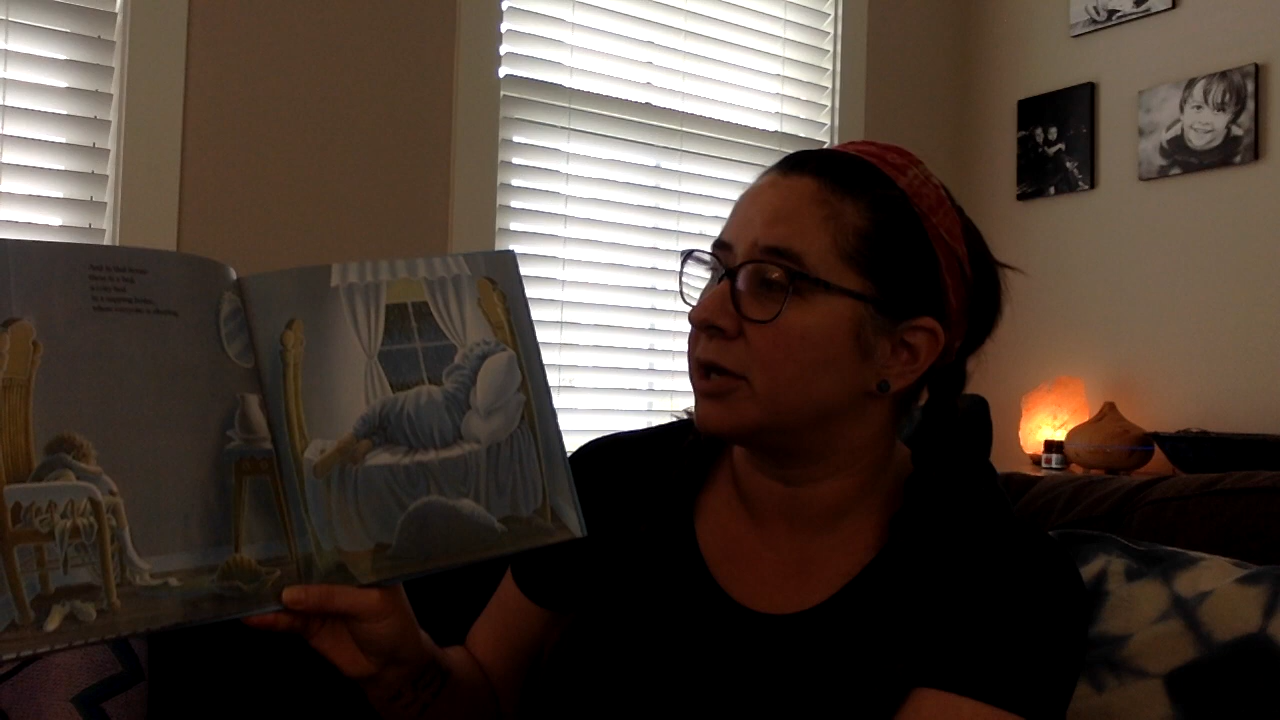 And in that house
there is a bed,
a cozy bed
in a napping house,
where everyone is sleeping.